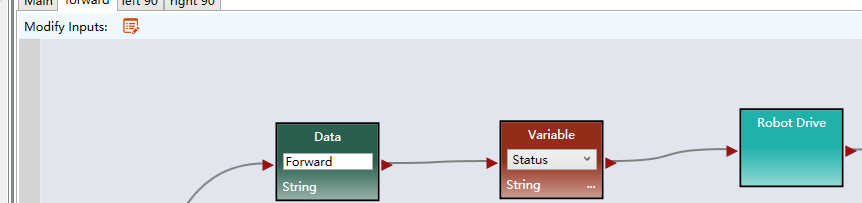 Main forward left 90 right 90
Modify Inputs:
Data
Forward
String
Variable
Status
String ...
Robot Drive